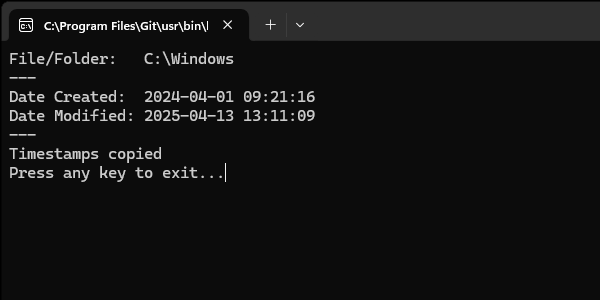 C:\Program Files\Git\usr\bin\
File/Folder:   C:\Windows
---
Date Created:  2024-04-01 09:21:16
Date Modified: 2025-04-13 13:11:09
---
Timestamps copied
Press any key to exit...